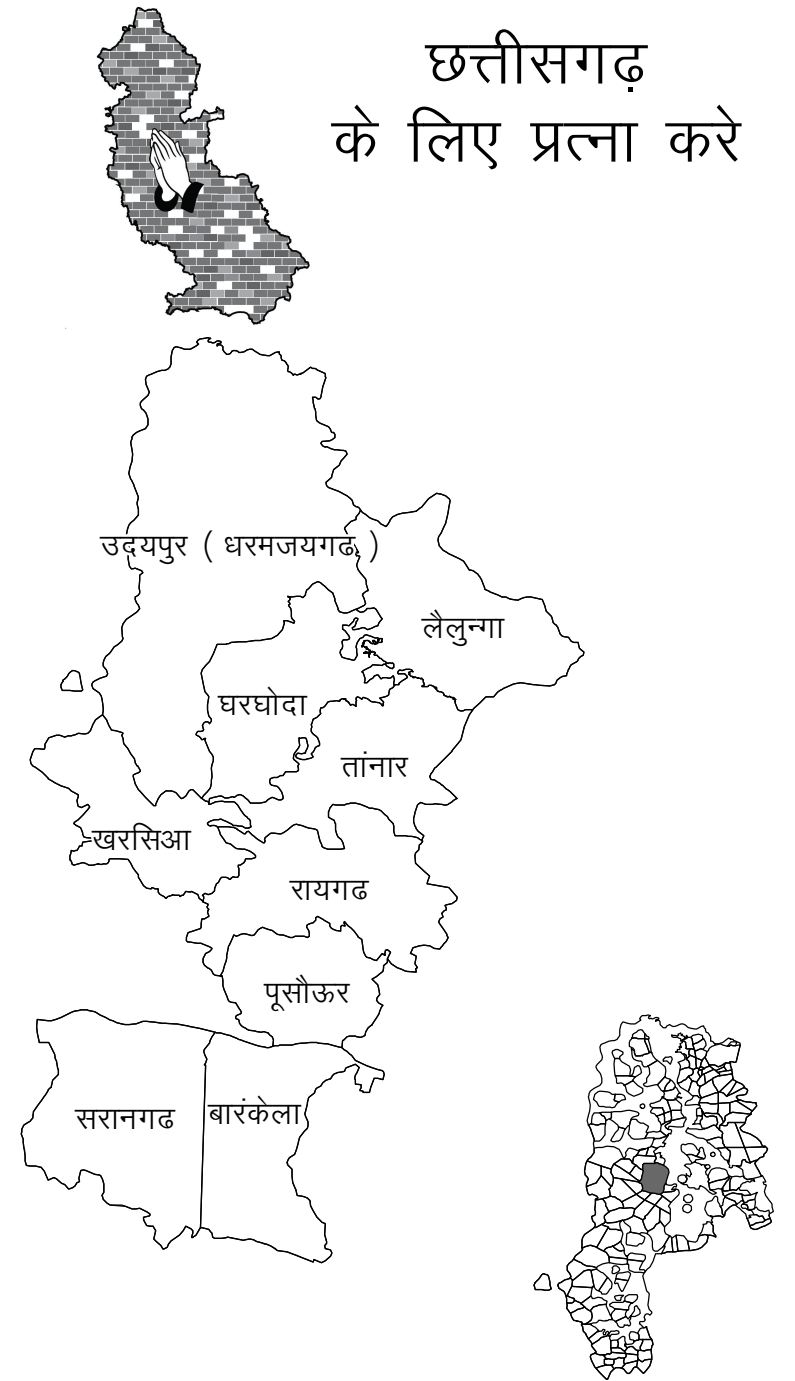 छत्तीसगढ़
के लिए प्रत्ना करे
उदयपुर ( धरमजयगढ )
लैलुन्गा
घरघोदा
तांनार
खरसिआ
रायगढ
पूसौऊर
सरानगढ
बारंकेला